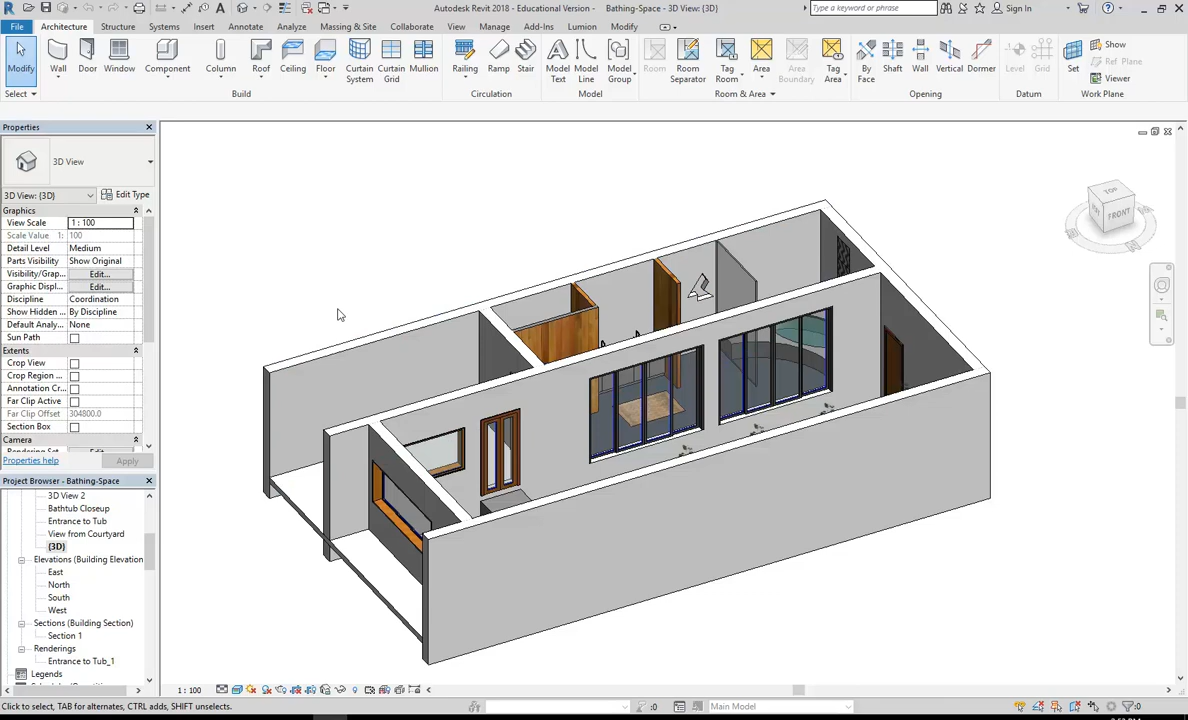 Autodesk Revit 2018 - Educational Version - Bathing-Space - 3D View: {3D}
Type a keyword or phrase
Sign In
File Architecture Structure Systems Insert Annotate Analyze Massing & Site Collaborate View Manage Add-Ins Lumion Modify
Modify Wall Door Window Component Column Roof Ceiling Floor Curtain System Curtain Grid Mullion Railing Ramp Stair Model Text Model Line Model Group Room Room Separator Tag Room Area Area Boundary Tag Area By Face Shaft Wall Vertical Dormer Level Grid Set Show Ref Plane Viewer
Select Build Circulation Model Room & Area Opening Datum Work Plane
Properties
3D View
3D View: {3D} Edit Type
Graphics
View Scale 1 : 100
Scale Value 1: 100
Detail Level Medium
Parts Visibility Show Original
Visibility/Grap... Edit...
Graphic Displ... Edit...
Discipline Coordination
Show Hidden ... By Discipline
Default Analy... None
Sun Path
Extents
Crop View
Crop Region ...
Annotation Cr...
Far Clip Active
Far Clip Offset 304800.0
Section Box
Camera
Properties help Apply
Project Browser - Bathing-Space
3D View 2
Bathtub Closeup
Entrance to Tub
View from Courtyard
{3D}
Elevations (Building Elevation
East
North
South
West
Sections (Building Section)
Section 1
Renderings
Entrance to Tub_1
Legends
TOP
FRONT
1 : 100
Click to select, TAB for alternates, CTRL adds, SHIFT unselects.
:0
Main Model
:0